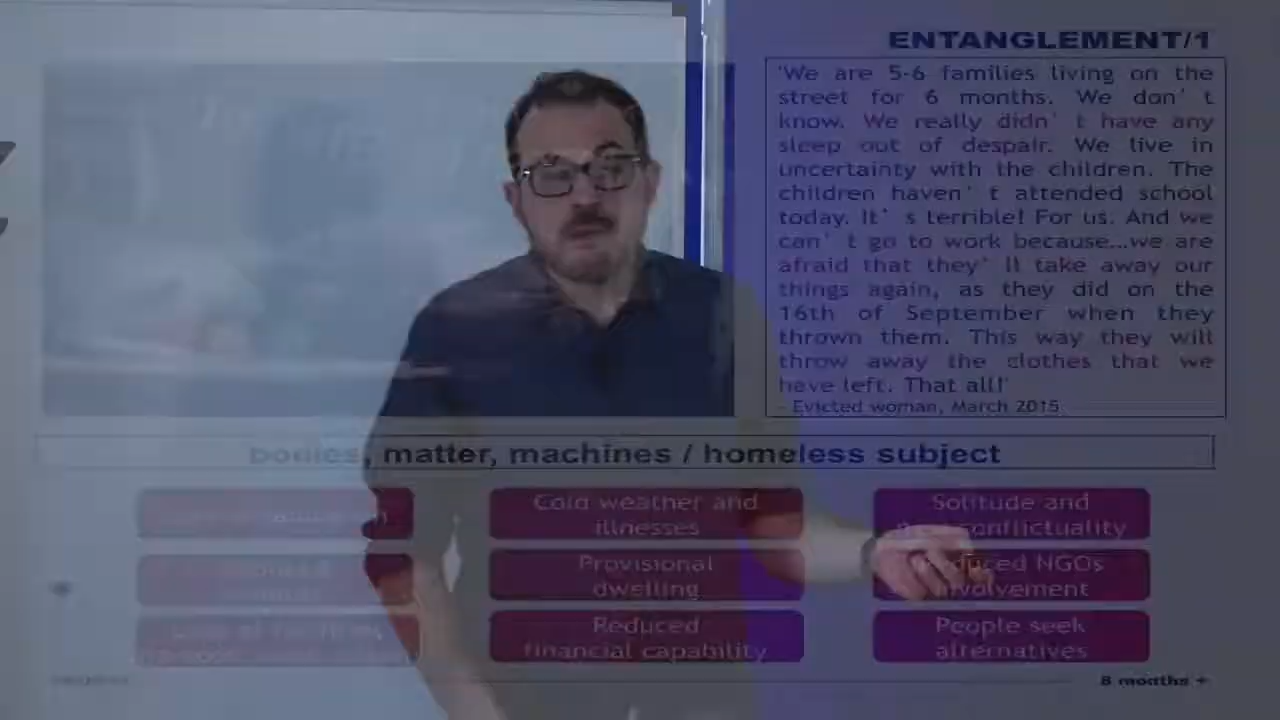 ENTANGLEMENT/1
'We are 5-6 families living on the
street for 6 months. We don't
know. We really didn't have any
sleep out of despair. We live in
uncertainty with the children. The
children haven't attended school
today. It's terrible! For us. And we
can't go to work because...we are
afraid that they'll take away our
things again, as they did on the
16th of September when they
thrown them. This way they will
throw away the clothes that we
have left. That all!'
- Evicted woman, March 2015
bodies, matter, machines / homeless subject
Cold weather and
illnesses
Solitude and
conflictuality
Provisional
dwelling
Reduced NGOs
involvement
Reduced
financial capability
People seek
alternatives
8 months +